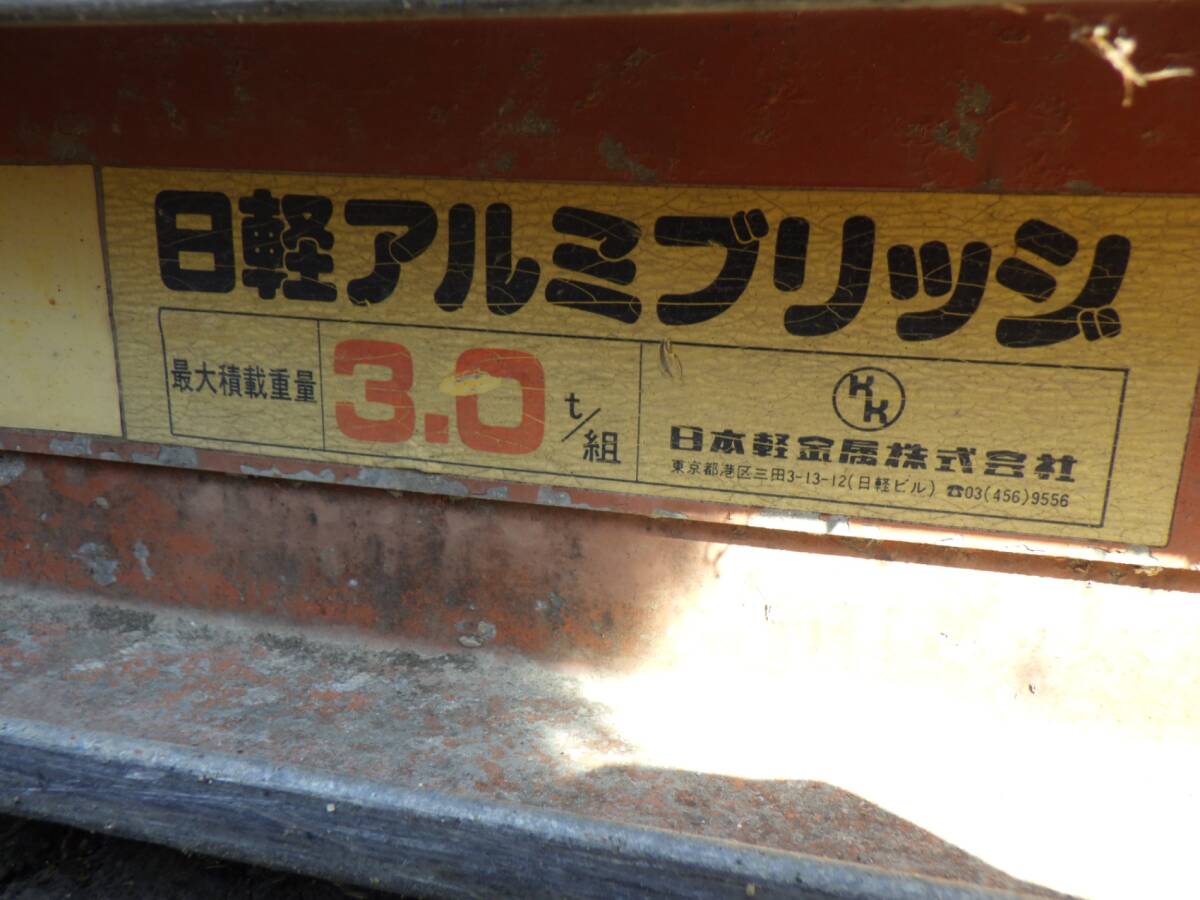 日軽アルミブリッジ
最大積載重量
3.0
t/組
KK
日本軽金属株式会社
東京都港区三田3-13-12(日軽ビル) ☎03(456)9556